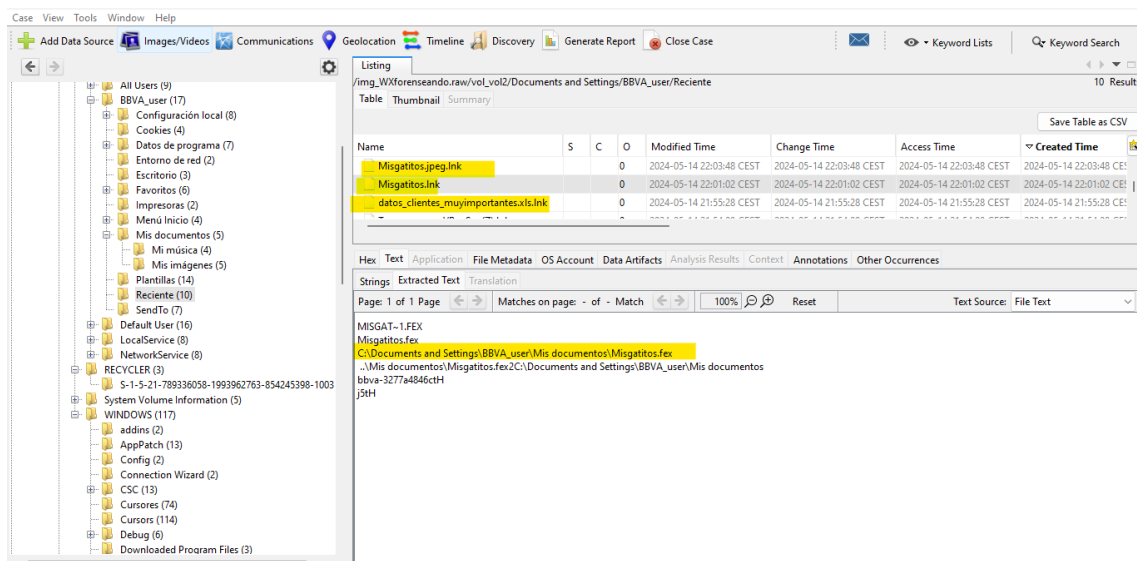 Case View Tools Window Help
Add Data Source Images/Videos Communications Geolocation Timeline Discovery Generate Report Close Case Keyword Lists Keyword Search
Listing
/img_WXforenseando.raw/vol_vol2/Documents and Settings/BBVA_user/Reciente 10 Results
Table Thumbnail Summary
Save Table as CSV
Name S C O Modified Time Change Time Access Time Created Time
Misgatitos.jpeg.lnk 0 2024-05-14 22:03:48 CEST 2024-05-14 22:03:48 CEST 2024-05-14 22:03:48 CEST 2024-05-14 22:03:48 CES
Misgatitos.lnk 0 2024-05-14 22:01:02 CEST 2024-05-14 22:01:02 CEST 2024-05-14 22:01:02 CEST 2024-05-14 22:01:02 CES
datos_clientes_muyimportantes.xls.lnk 0 2024-05-14 21:55:28 CEST 2024-05-14 21:55:28 CEST 2024-05-14 21:55:28 CEST 2024-05-14 21:55:28 CES
All Users (9)
BBVA_user (17)
Configuración local (8)
Cookies (4)
Datos de programa (7)
Entorno de red (2)
Escritorio (3)
Favoritos (6)
Impresoras (2)
Menú Inicio (4)
Mis documentos (5)
Mi música (4)
Mis imágenes (5)
Plantillas (14)
Reciente (10)
SendTo (7)
Default User (16)
LocalService (8)
NetworkService (8)
RECYCLER (3)
S-1-5-21-789336058-1993962763-854245398-1003
System Volume Information (5)
WINDOWS (117)
addins (2)
AppPatch (13)
Config (2)
Connection Wizard (2)
CSC (13)
Cursores (74)
Cursors (114)
Debug (6)
Downloaded Program Files (3)
Hex Text Application File Metadata OS Account Data Artifacts Analysis Results Context Annotations Other Occurrences
Strings Extracted Text Translation
Page: 1 of 1 Page Matches on page: - of - Match 100% Reset Text Source: File Text
MISGAT~1.FEX
Misgatitos.fex
C:\Documents and Settings\BBVA_user\Mis documentos\Misgatitos.fex
..\Mis documentos\Misgatitos.fex2C:\Documents and Settings\BBVA_user\Mis documentos
bbva-3277a4846ctH
j5tH